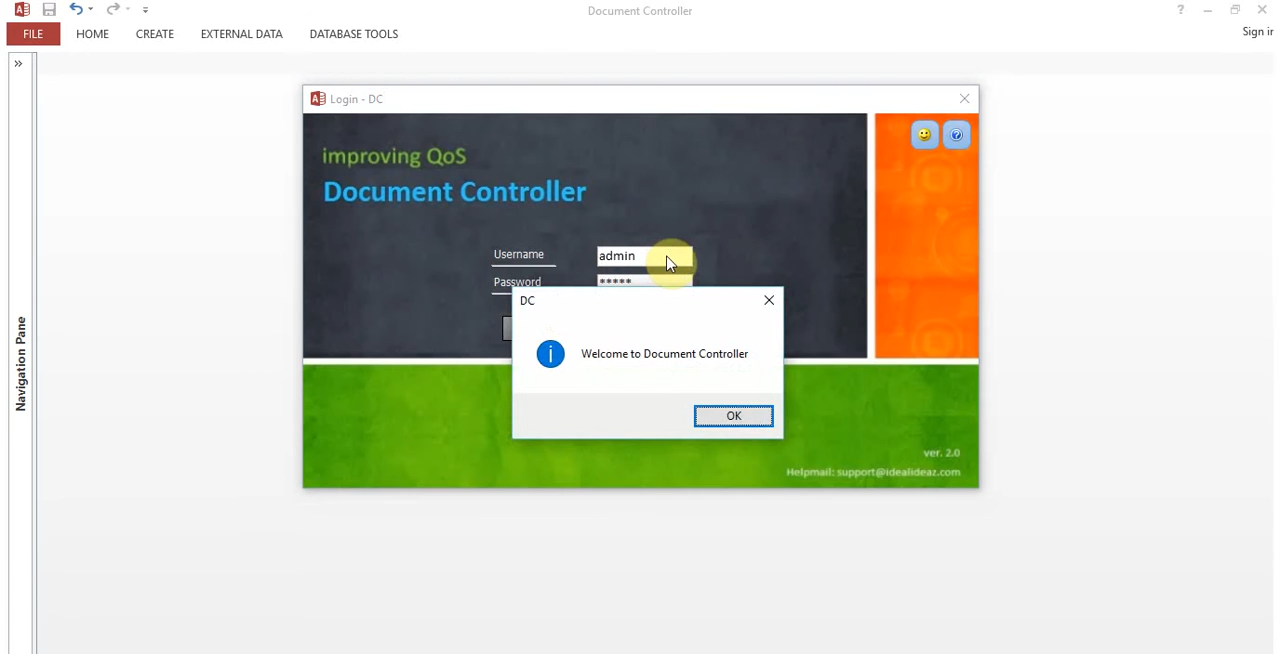 Document Controller
Sign in
FILE HOME CREATE EXTERNAL DATA DATABASE TOOLS
Login - DC
improving QoS
Document Controller
Username admin
Password *****
DC
Welcome to Document Controller
OK
ver. 2.0
Helpmail: support@idealideaz.com
Navigation Pane